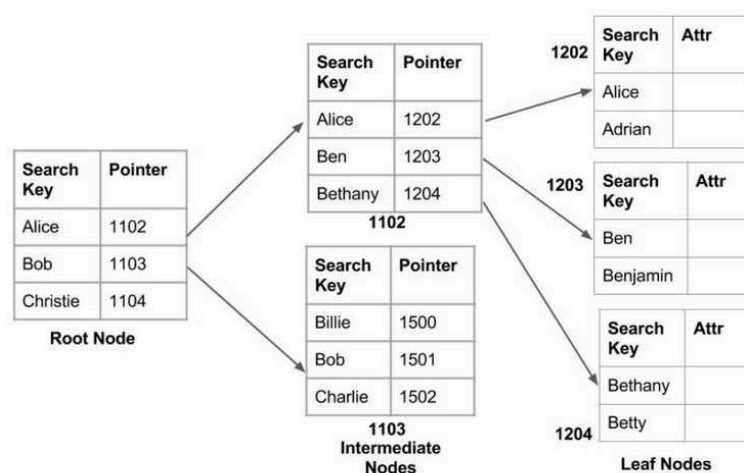 Search Key Pointer
Alice 1102
Bob 1103
Christie 1104
Root Node
Search Key Pointer
Alice 1202
Ben 1203
Bethany 1204
1102
Search Key Pointer
Billie 1500
Bob 1501
Charlie 1502
1103
Intermediate
Nodes
1202
Search Key Attr
Alice
Adrian
1203
Search Key Attr
Ben
Benjamin
Search Key Attr
Bethany
Betty
1204
Leaf Nodes